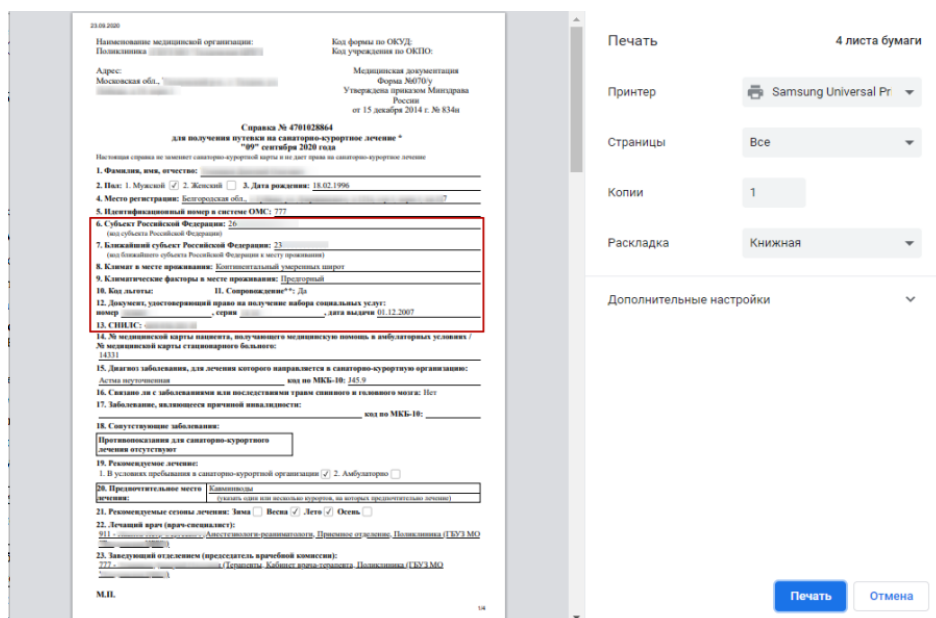 23.09.2020
Наименование медицинской организации: Код формы по ОКУД:
Поликлиника Код учреждения по ОКПО:
Адрес: Медицинская документация
Московская обл., Форма №070/у
Утверждена приказом Минздрава
России
от 15 декабря 2014 г. № 834н
Справка № 4701028864
для получения путевки на санаторно-курортное лечение *
"09" сентября 2020 года
Настоящая справка не заменяет санаторно-курортной карты и не дает права на санаторно-курортное лечение
1. Фамилия, имя, отчество:
2. Пол: 1. Мужской ✓ 2. Женский 3. Дата рождения: 18.02.1996
4. Место регистрации: Белгородская обл.,
5. Идентификационный номер в системе ОМС: 777
6. Субъект Российской Федерации: 26
(код субъекта Российской Федерации)
7. Ближайший субъект Российской Федерации: 23
(код ближайшего субъекта Российской Федерации к месту проживания)
8. Климат в месте проживания: Континентальный умеренных широт
9. Климатические факторы в месте проживания: Предгорный
10. Код льготы: 11. Сопровождение**: Да
12. Документ, удостоверяющий право на получение набора социальных услуг:
номер , серия , дата выдачи 01.12.2007
13. СНИЛС:
14. № медицинской карты пациента, получающего медицинскую помощь в амбулаторных условиях /
№ медицинской карты стационарного больного:
14331
15. Диагноз заболевания, для лечения которого направляется в санаторно-курортную организацию:
Астма неуточненная код по МКБ-10: J45.9
16. Связано ли с заболеваниями или последствиями травм спинного и головного мозга: Нет
17. Заболевание, являющееся причиной инвалидности:
код по МКБ-10:
18. Сопутствующие заболевания:
Противопоказания для санаторно-курортного
лечения отсутствуют
19. Рекомендуемое лечение:
1. В условиях пребывания в санаторно-курортной организации ✓ 2. Амбулаторно
20. Предпочтительное место лечения: Кавминводы
(указать один или несколько курортов, на которых предпочтительно лечение)
21. Рекомендуемые сезоны лечения: Зима Весна ✓ Лето ✓ Осень
22. Лечащий врач (врач-специалист):
911 - (Анестезиологи-реаниматологи, Приемное отделение, Поликлиника (ГБУЗ МО
23. Заведующий отделением (председатель врачебной комиссии):
777 - (Терапевты, Кабинет врача-терапевта, Поликлиника (ГБУЗ МО
М.П.
1/4
Печать 4 листа бумаги
Принтер Samsung Universal Pr
Страницы Все
Копии 1
Раскладка Книжная
Дополнительные настройки
Печать Отмена